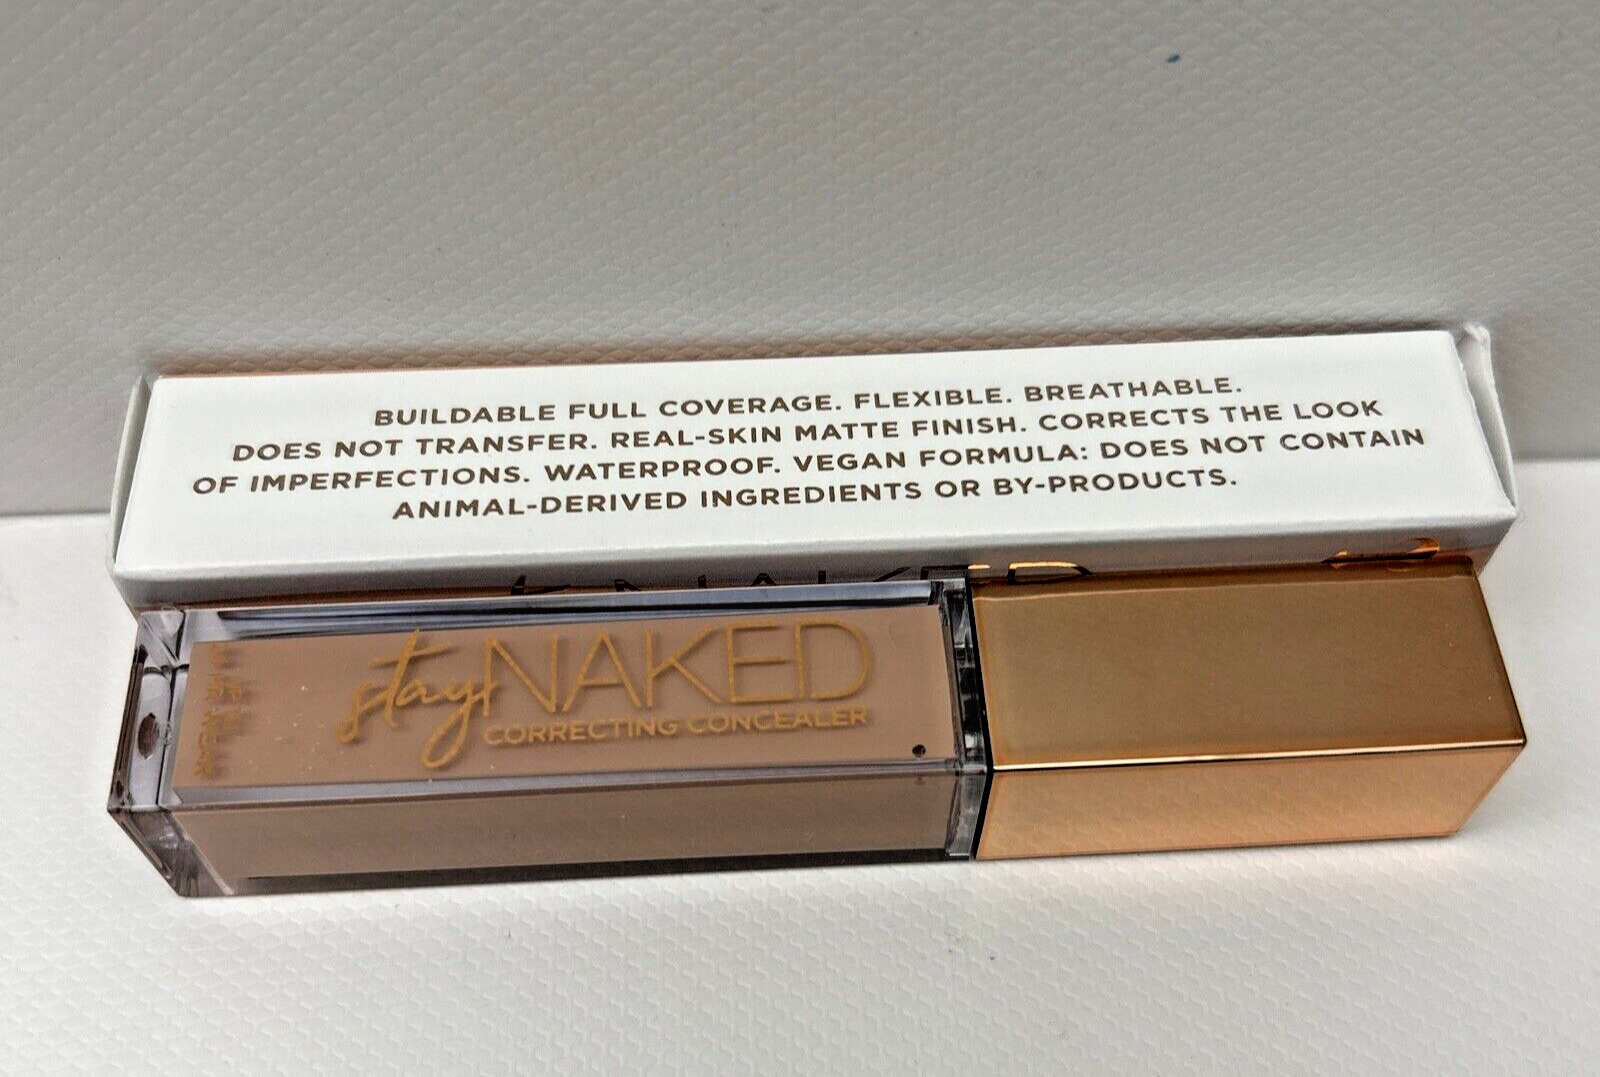 BUILDABLE FULL COVERAGE. FLEXIBLE. BREATHABLE.
DOES NOT TRANSFER. REAL-SKIN MATTE FINISH. CORRECTS THE LOOK
OF IMPERFECTIONS. WATERPROOF. VEGAN FORMULA: DOES NOT CONTAIN
ANIMAL-DERIVED INGREDIENTS OR BY-PRODUCTS.
stay NAKED
CORRECTING CONCEALER